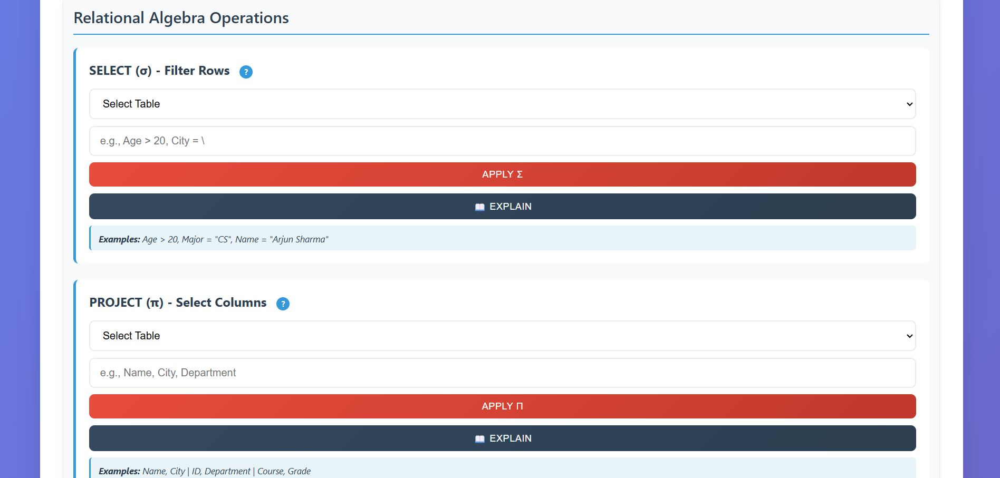 Relational Algebra Operations
SELECT (σ) - Filter Rows ?
Select Table
e.g., Age > 20, City = \
APPLY Σ
📖 EXPLAIN
Examples: Age > 20, Major = "CS", Name = "Arjun Sharma"
PROJECT (π) - Select Columns ?
Select Table
e.g., Name, City, Department
APPLY Π
📖 EXPLAIN
Examples: Name, City | ID, Department | Course, Grade